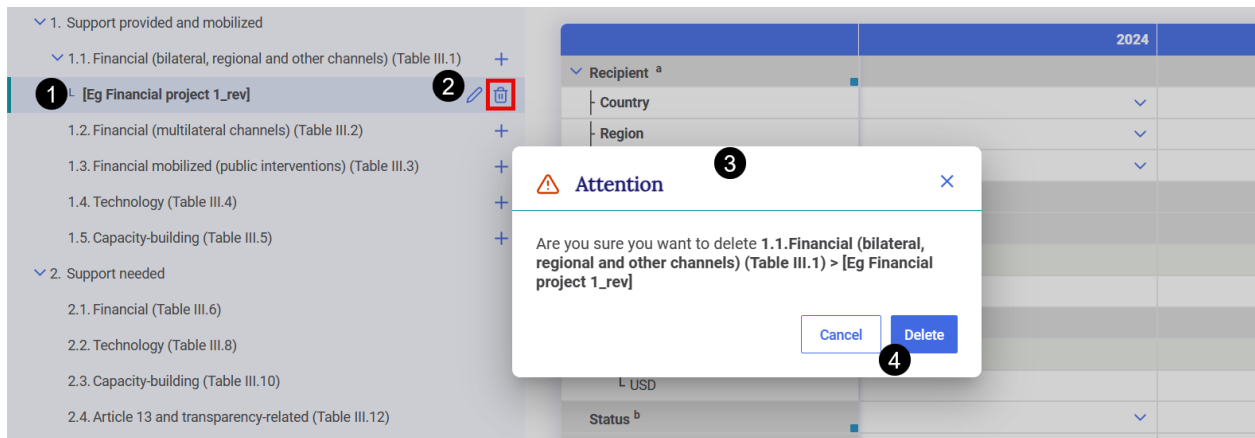 1. Support provided and mobilized
1.1. Financial (bilateral, regional and other channels) (Table III.1)
1
[Eg Financial project 1_rev]
2
1.2. Financial (multilateral channels) (Table III.2)
1.3. Financial mobilized (public interventions) (Table III.3)
1.4. Technology (Table III.4)
1.5. Capacity-building (Table III.5)
2. Support needed
2.1. Financial (Table III.6)
2.2. Technology (Table III.8)
2.3. Capacity-building (Table III.10)
2.4. Article 13 and transparency-related (Table III.12)
2024
Recipient a
Country
Region
3
Attention
Are you sure you want to delete 1.1.Financial (bilateral,
regional and other channels) (Table III.1) > [Eg Financial
project 1_rev]
Cancel
Delete
4
USD
Status b